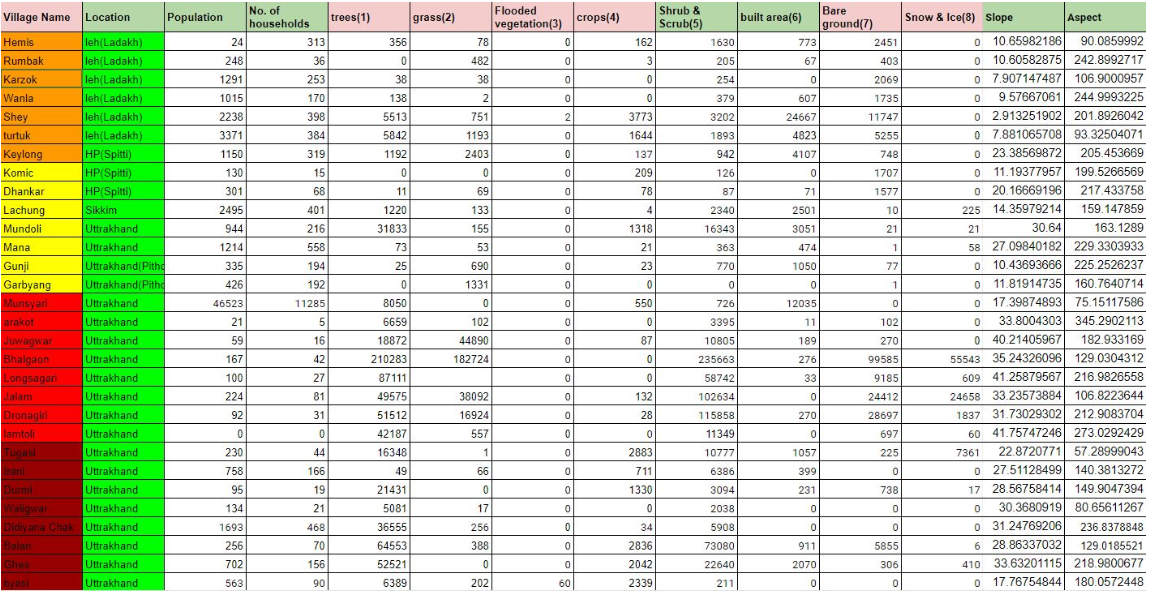 Village Name Location Population No. of households trees(1) grass(2) Flooded vegetation(3) crops(4) Shrub & Scrub(5) built area(6) Bare ground(7) Snow & Ice(8) Slope Aspect
Hemis leh(Ladakh) 24 313 356 78 0 162 1630 773 2451 0 10.65982186 90.0859992
Rumbak leh(Ladakh) 248 36 0 482 0 3 205 67 403 0 10.60582875 242.8992717
Karzok leh(Ladakh) 1291 253 38 38 0 0 254 0 2069 0 7.907147487 106.9000957
Wanla leh(Ladakh) 1015 170 138 2 0 0 379 607 1735 0 9.57667061 244.9993225
Shey leh(Ladakh) 2238 398 5513 751 2 3773 3202 24667 11747 0 2.913251902 201.8926042
turtuk leh(Ladakh) 3371 384 5842 1193 0 1644 1893 4823 5255 0 7.881065708 93.32504071
Keylong HP(Spitti) 1150 319 1192 2403 0 137 942 4107 748 0 23.38569872 205.453669
Komic HP(Spitti) 130 15 0 0 0 209 126 0 1707 0 11.19377957 199.5266569
Dhankar HP(Spitti) 301 68 11 69 0 78 87 71 1577 0 20.16669196 217.433758
Lachung Sikkim 2495 401 1220 133 0 4 2340 2501 10 225 14.35979214 159.147859
Mundoli Uttrakhand 944 216 31833 155 0 1318 16343 3051 21 21 30.64 163.1289
Mana Uttrakhand 1214 558 73 53 0 21 363 474 1 58 27.09840182 229.3303933
Gunji Uttrakhand(Pitho 335 194 25 690 0 23 770 1050 77 0 10.43693666 225.2526237
Garbyang Uttrakhand(Pitho 426 192 0 1331 0 0 0 0 1 0 11.81914735 160.7640714
Munsyari Uttrakhand 46523 11285 8050 0 0 550 726 12035 0 0 17.39874893 75.15117586
arakot Uttrakhand 21 5 6659 102 0 0 3395 11 102 0 33.8004303 345.2902113
Juwagwar Uttrakhand 59 16 18872 44890 0 87 10805 189 270 0 40.21405967 182.933169
Bhalgaon Uttrakhand 167 42 210283 182724 0 0 235663 276 99585 55543 35.24326096 129.0304312
Longsagari Uttrakhand 100 27 87111 0 0 58742 33 9185 609 41.25879567 216.9826558
Jalam Uttrakhand 224 81 49575 38092 0 132 102634 0 24412 24658 33.23573884 106.8223644
Dronagiri Uttrakhand 92 31 51512 16924 0 28 115858 270 28697 1837 31.73029302 212.9083704
lamtoli Uttrakhand 0 0 42187 557 0 0 11349 0 697 60 41.75747246 273.0292429
Tugasi Uttrakhand 230 44 16348 1 0 2883 10777 1057 225 7361 22.8720771 57.28999043
Irani Uttrakhand 758 166 49 66 0 711 6386 399 0 0 27.51128499 140.3813272
Durmi Uttrakhand 95 19 21431 0 0 1330 3094 231 738 17 28.56758414 149.9047394
Uttrakhand 134 21 5081 17 0 0 2038 0 0 0 30.3680919 80.65611267
Didiyana Chak Uttrakhand 1693 468 36555 256 0 34 5908 0 0 0 31.24769206 236.8378848
Balan Uttrakhand 256 70 64553 388 0 2836 73080 911 5855 6 28.86337032 129.0185521
Ghes Uttrakhand 702 156 52521 0 0 2042 22640 2070 306 410 33.63201115 218.9800677
byasi Uttrakhand 563 90 6389 202 60 2339 211 0 0 0 17.76754844 180.0572448